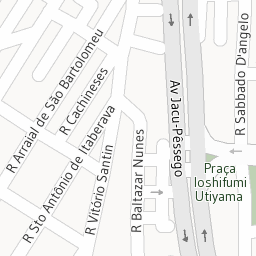 R Arraial de São Bartolomeu
R Cachineses
R Sto Antônio de Itaberava
R Vitório Santin
R Baltazar Nunes
Av Jacu-Pêssego
R Sabbado D'angelo
Praça
Ioshifumi
Utiyama